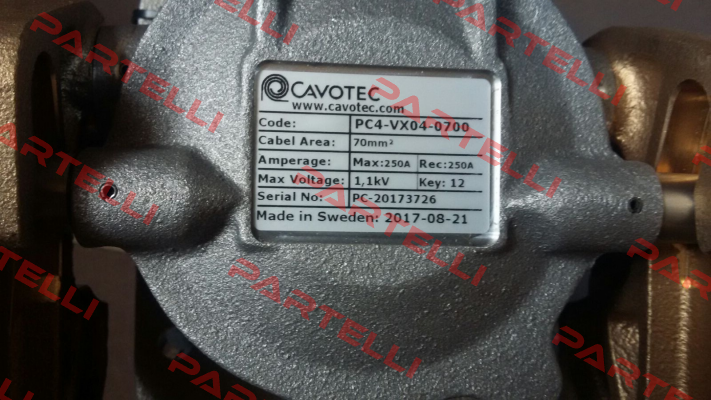 CAVOTEC
www.cavotec.com
Code: PC4-VX04-0700
Cabel Area: 70mm²
Amperage: Max:250A Rec:250A
Max Voltage: 1,1kV Key: 12
Serial No: PC-20173726
Made in Sweden: 2017-08-21
PARTELLI
PARTELLI
PARTELLI
PARTELLI
PARTELLI
PARTELLI
PARTELLI
PARTELLI
PARTELLI